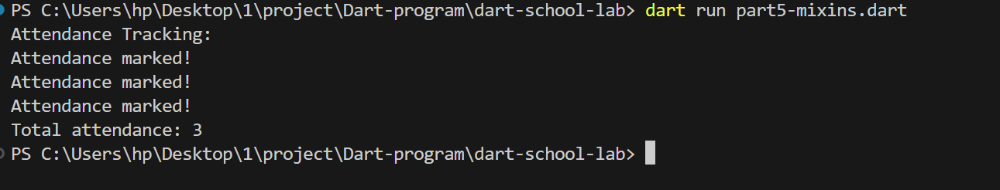 PS C:\Users\hp\Desktop\1\project\Dart-program\dart-school-lab> dart run part5-mixins.dart
Attendance Tracking:
Attendance marked!
Attendance marked!
Attendance marked!
Total attendance: 3
PS C:\Users\hp\Desktop\1\project\Dart-program\dart-school-lab>